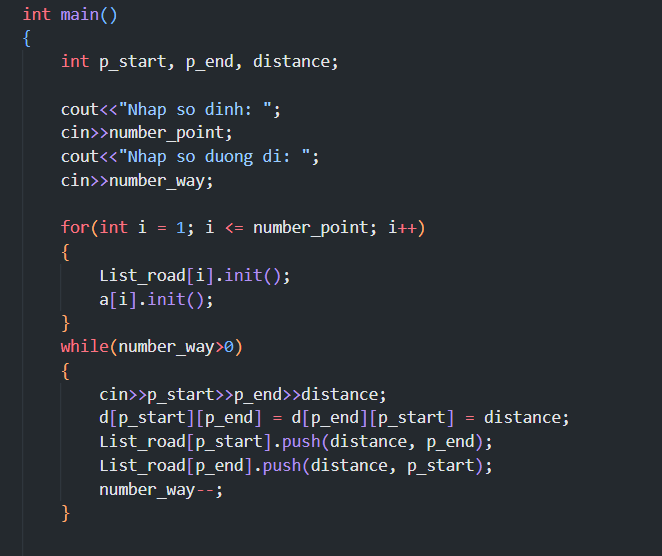 int main()
{
    int p_start, p_end, distance;

    cout<<"Nhap so dinh: ";
    cin>>number_point;
    cout<<"Nhap so duong di: ";
    cin>>number_way;

    for(int i = 1; i <= number_point; i++)
    {
        List_road[i].init();
        a[i].init();
    }
    while(number_way>0)
    {
        cin>>p_start>>p_end>>distance;
        d[p_start][p_end] = d[p_end][p_start] = distance;
        List_road[p_start].push(distance, p_end);
        List_road[p_end].push(distance, p_start);
        number_way--;
    }